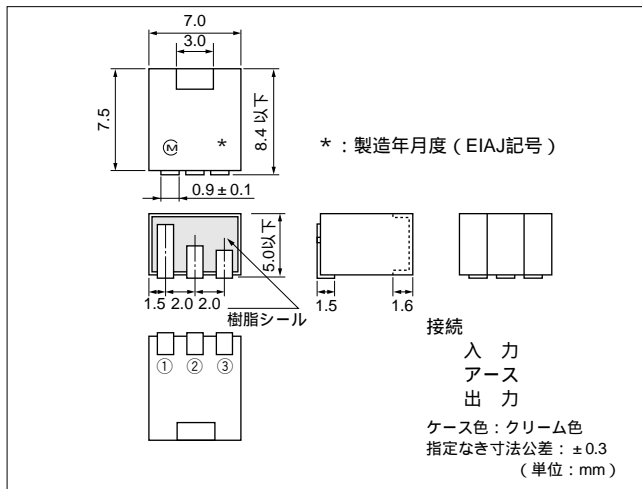 7.0
3.0
7.5
8.4 以下
M
*
*：製造年月度（EIAJ記号）
0.9±0.1
5.0以下
1.5 2.0 2.0
樹脂シール
1.5
1.6
① ② ③
接続
入 力
アース
出 力
ケース色：クリーム色
指定なき寸法公差：±0.3
（単位：mm）